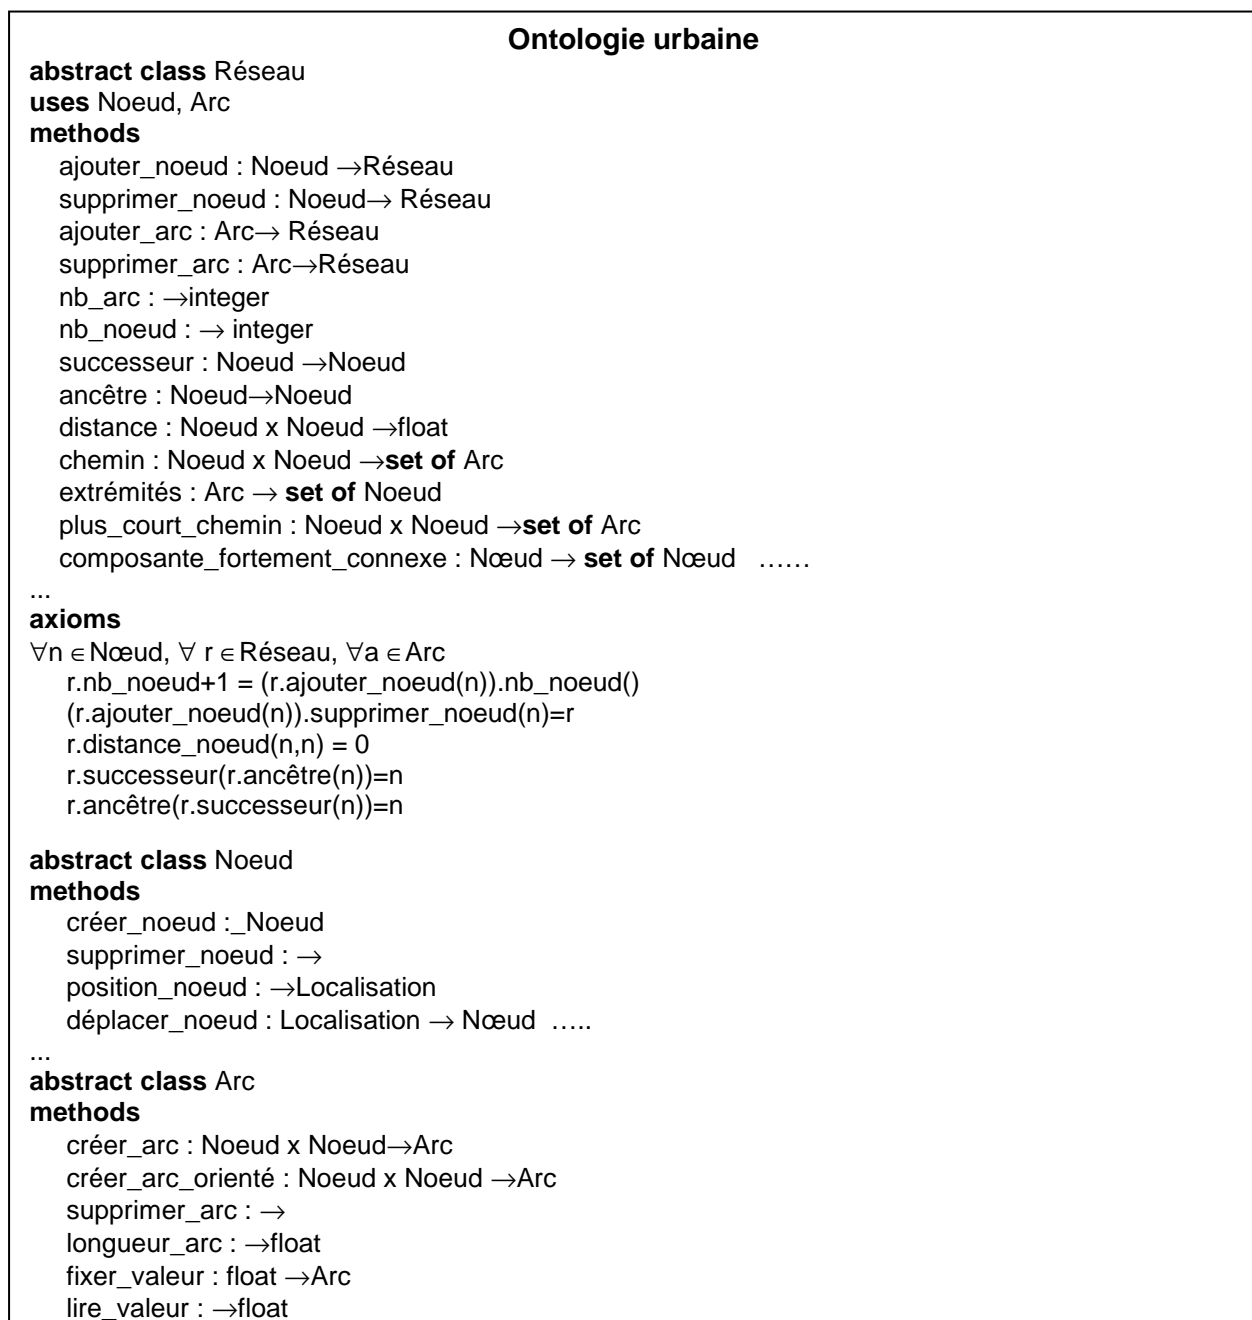 Ontologie urbaine
abstract class Réseau
uses Noeud, Arc
methods
ajouter_noeud : Noeud →Réseau
supprimer_noeud : Noeud→ Réseau
ajouter_arc : Arc→ Réseau
supprimer_arc : Arc→Réseau
nb_arc : →integer
nb_noeud : → integer
successeur : Noeud →Noeud
ancêtre : Noeud→Noeud
distance : Noeud x Noeud →float
chemin : Noeud x Noeud →set of Arc
extrémités : Arc → set of Noeud
plus_court_chemin : Noeud x Noeud →set of Arc
composante_fortement_connexe : Nœud → set of Nœud ……
...
axioms
∀n ∈ Nœud, ∀ r ∈ Réseau, ∀a ∈ Arc
r.nb_noeud+1 = (r.ajouter_noeud(n)).nb_noeud()
(r.ajouter_noeud(n)).supprimer_noeud(n)=r
r.distance_noeud(n,n) = 0
r.successeur(r.ancêtre(n))=n
r.ancêtre(r.successeur(n))=n
abstract class Noeud
methods
créer_noeud :_Noeud
supprimer_noeud : →
position_noeud : →Localisation
déplacer_noeud : Localisation → Nœud …..
...
abstract class Arc
methods
créer_arc : Noeud x Noeud→Arc
créer_arc_orienté : Noeud x Noeud →Arc
supprimer_arc : →
longueur_arc : →float
fixer_valeur : float →Arc
lire_valeur : →float